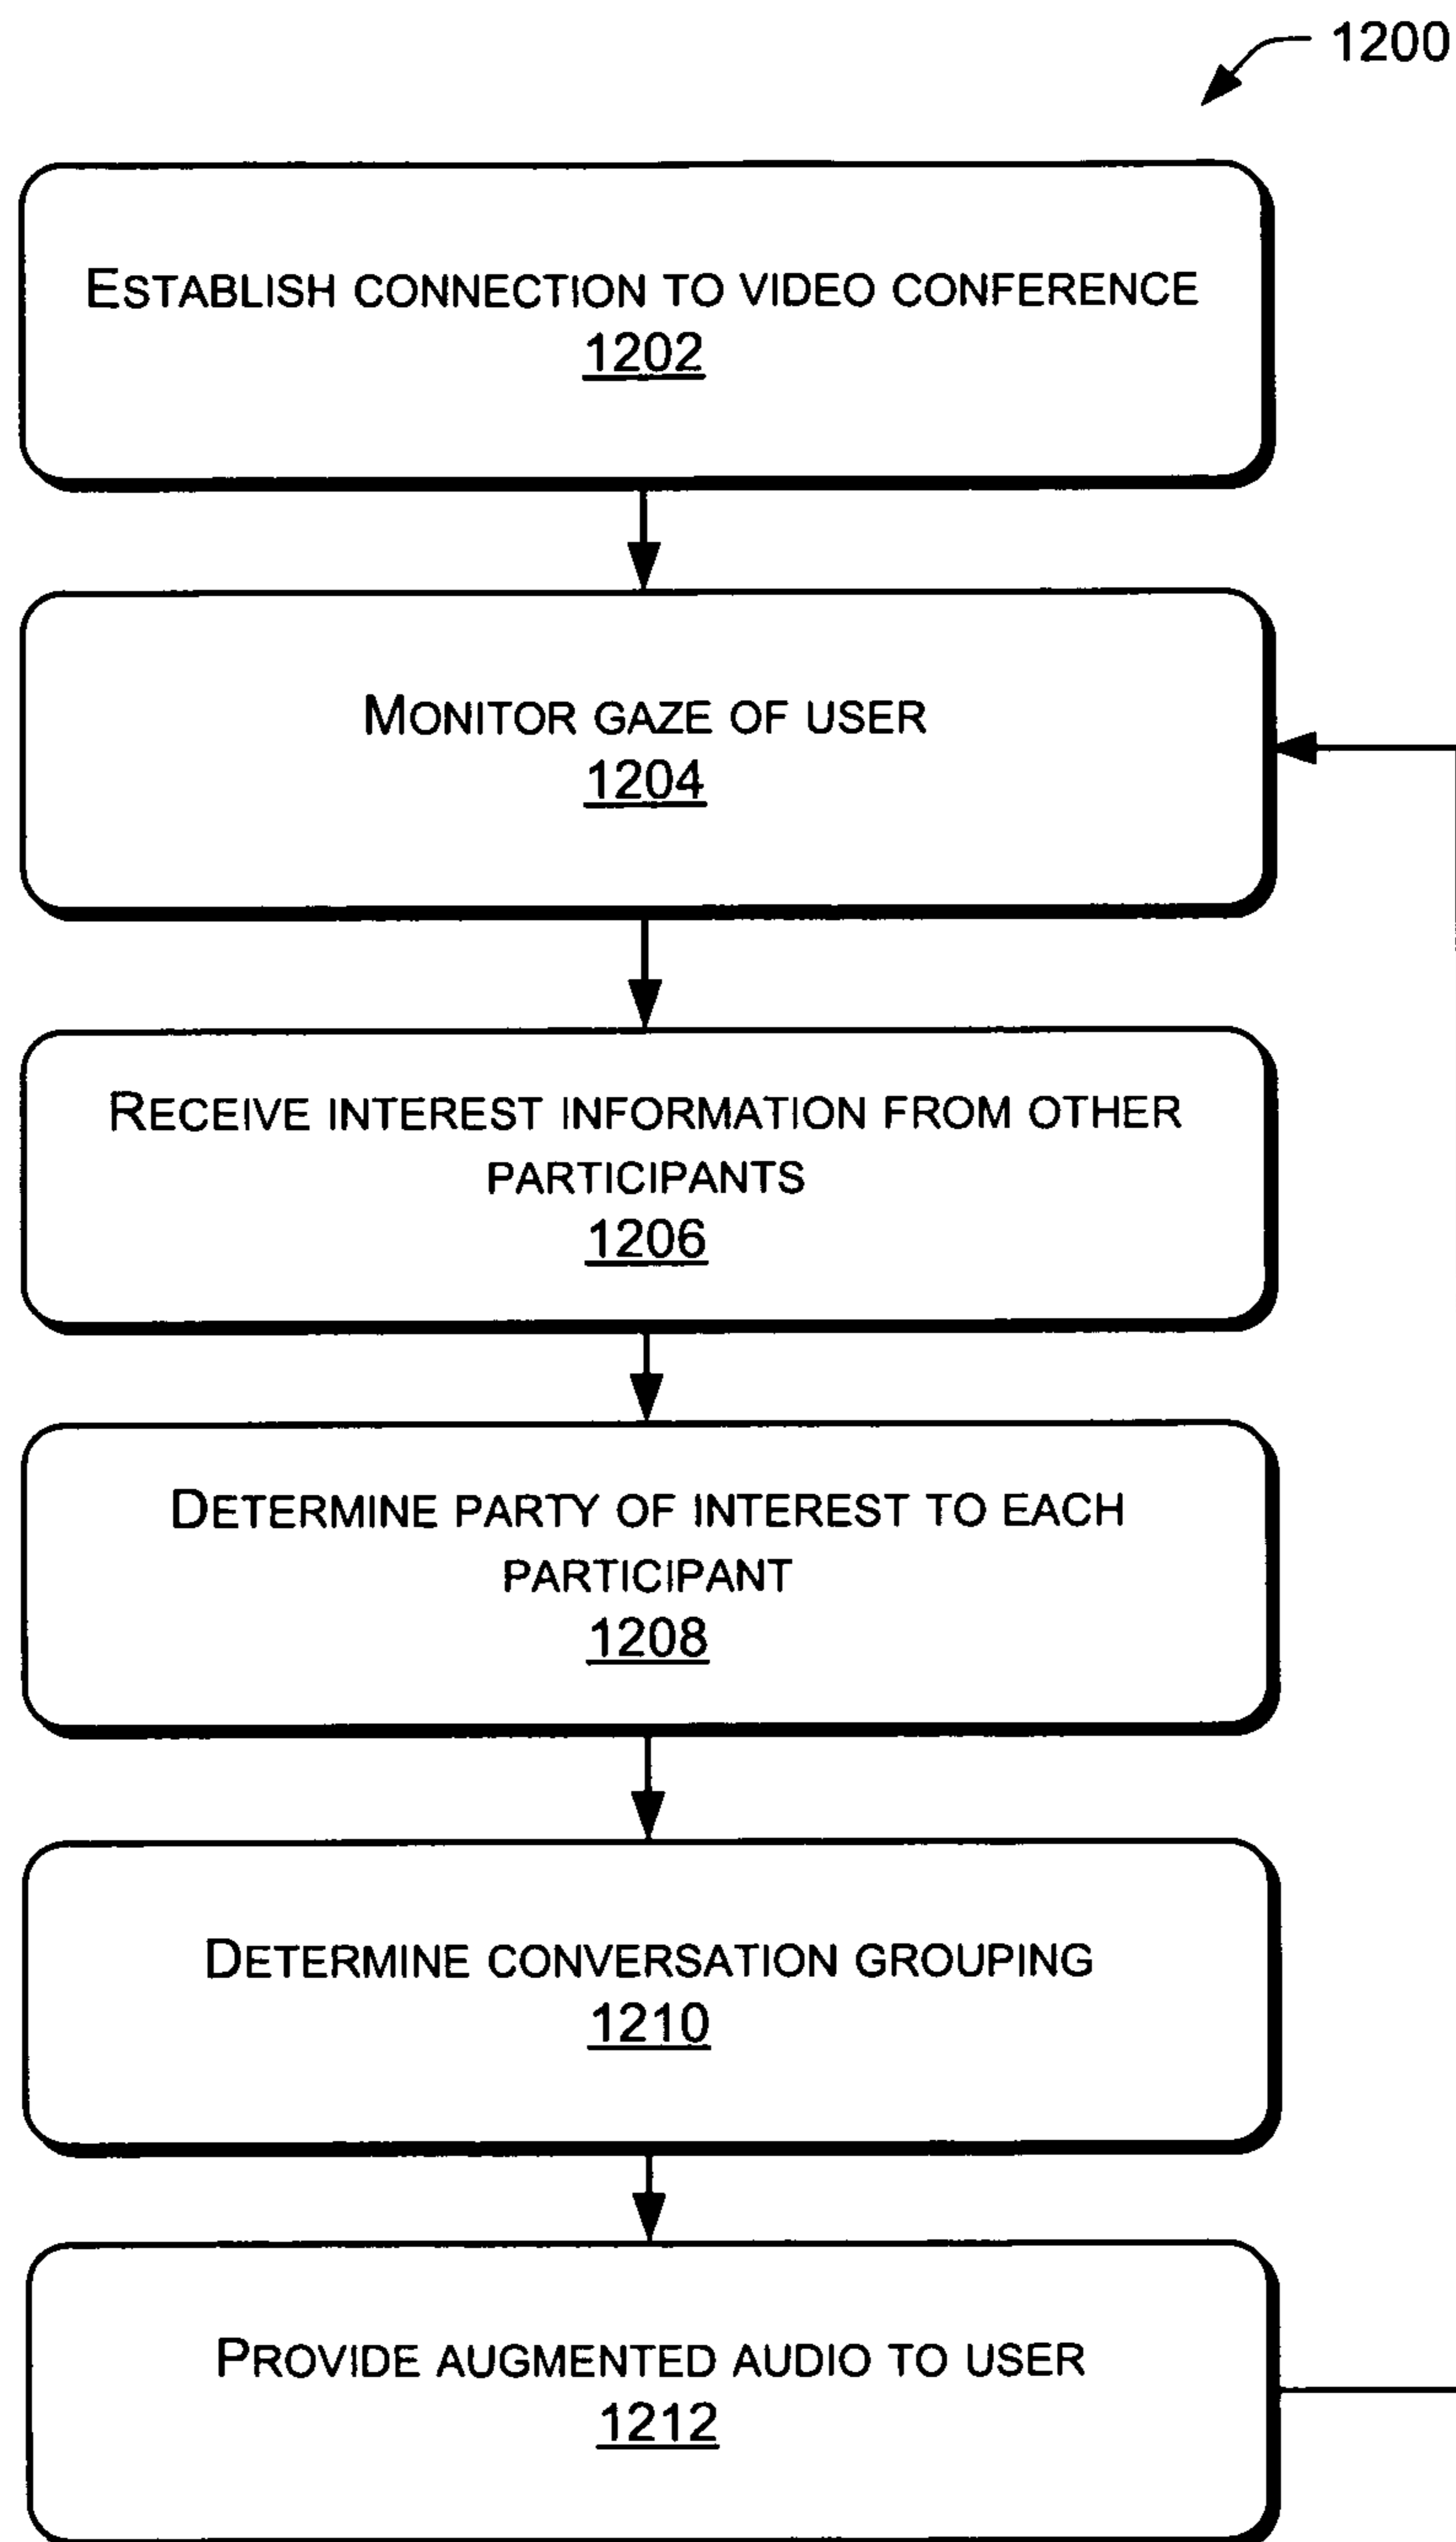 1200
ESTABLISH CONNECTION TO VIDEO CONFERENCE
1202
MONITOR GAZE OF USER
1204
RECEIVE INTEREST INFORMATION FROM OTHER
PARTICIPANTS
1206
DETERMINE PARTY OF INTEREST TO EACH
PARTICIPANT
1208
DETERMINE CONVERSATION GROUPING
1210
PROVIDE AUGMENTED AUDIO TO USER
1212